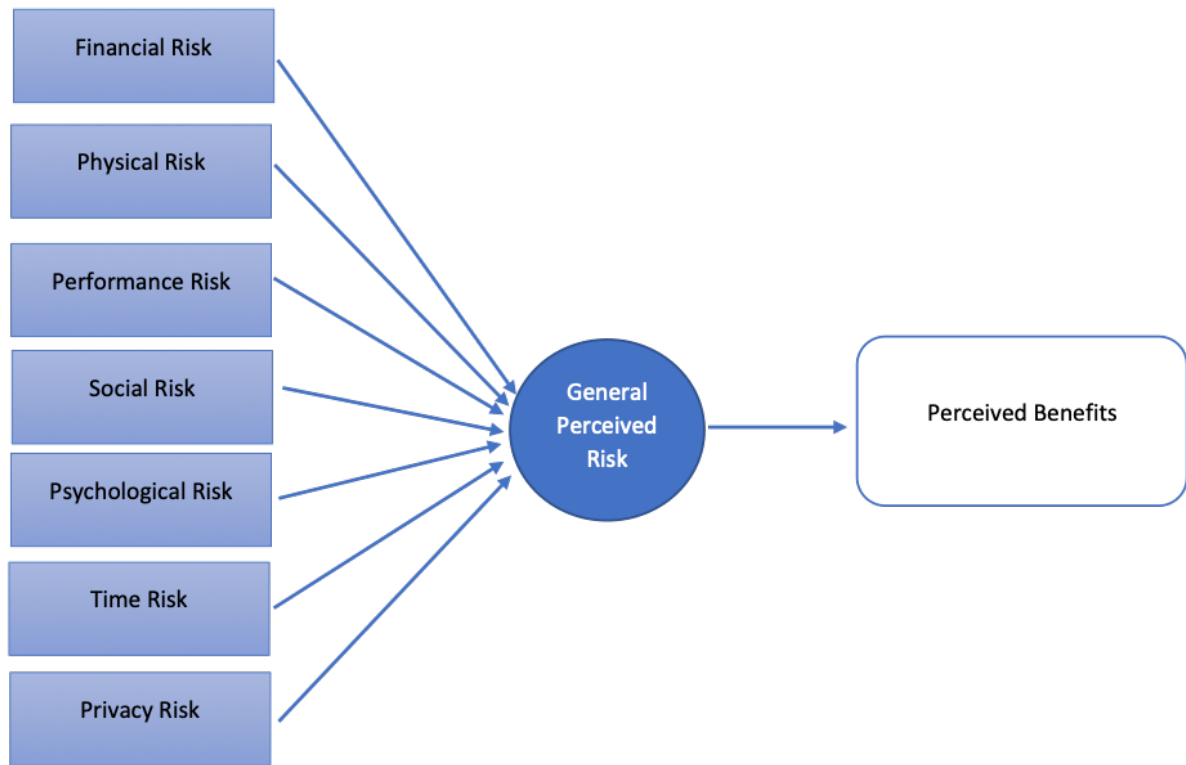 Financial Risk
Physical Risk
Performance Risk
Social Risk
Psychological Risk
Time Risk
Privacy Risk
General
Perceived
Risk
Perceived Benefits